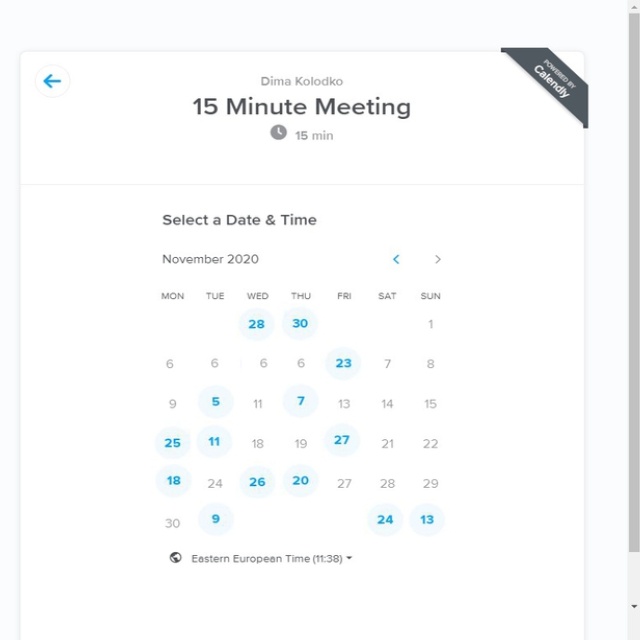 POWERED BY
Calendly
Dima Kolodko
15 Minute Meeting
15 min
Select a Date & Time
November 2020
MON TUE WED THU FRI SAT SUN
28 30 1
6 6 6 6 23 7 8
9 5 11 7 13 14 15
25 11 18 19 27 21 22
18 24 26 20 27 28 29
30 9 24 13
Eastern European Time (11:38)